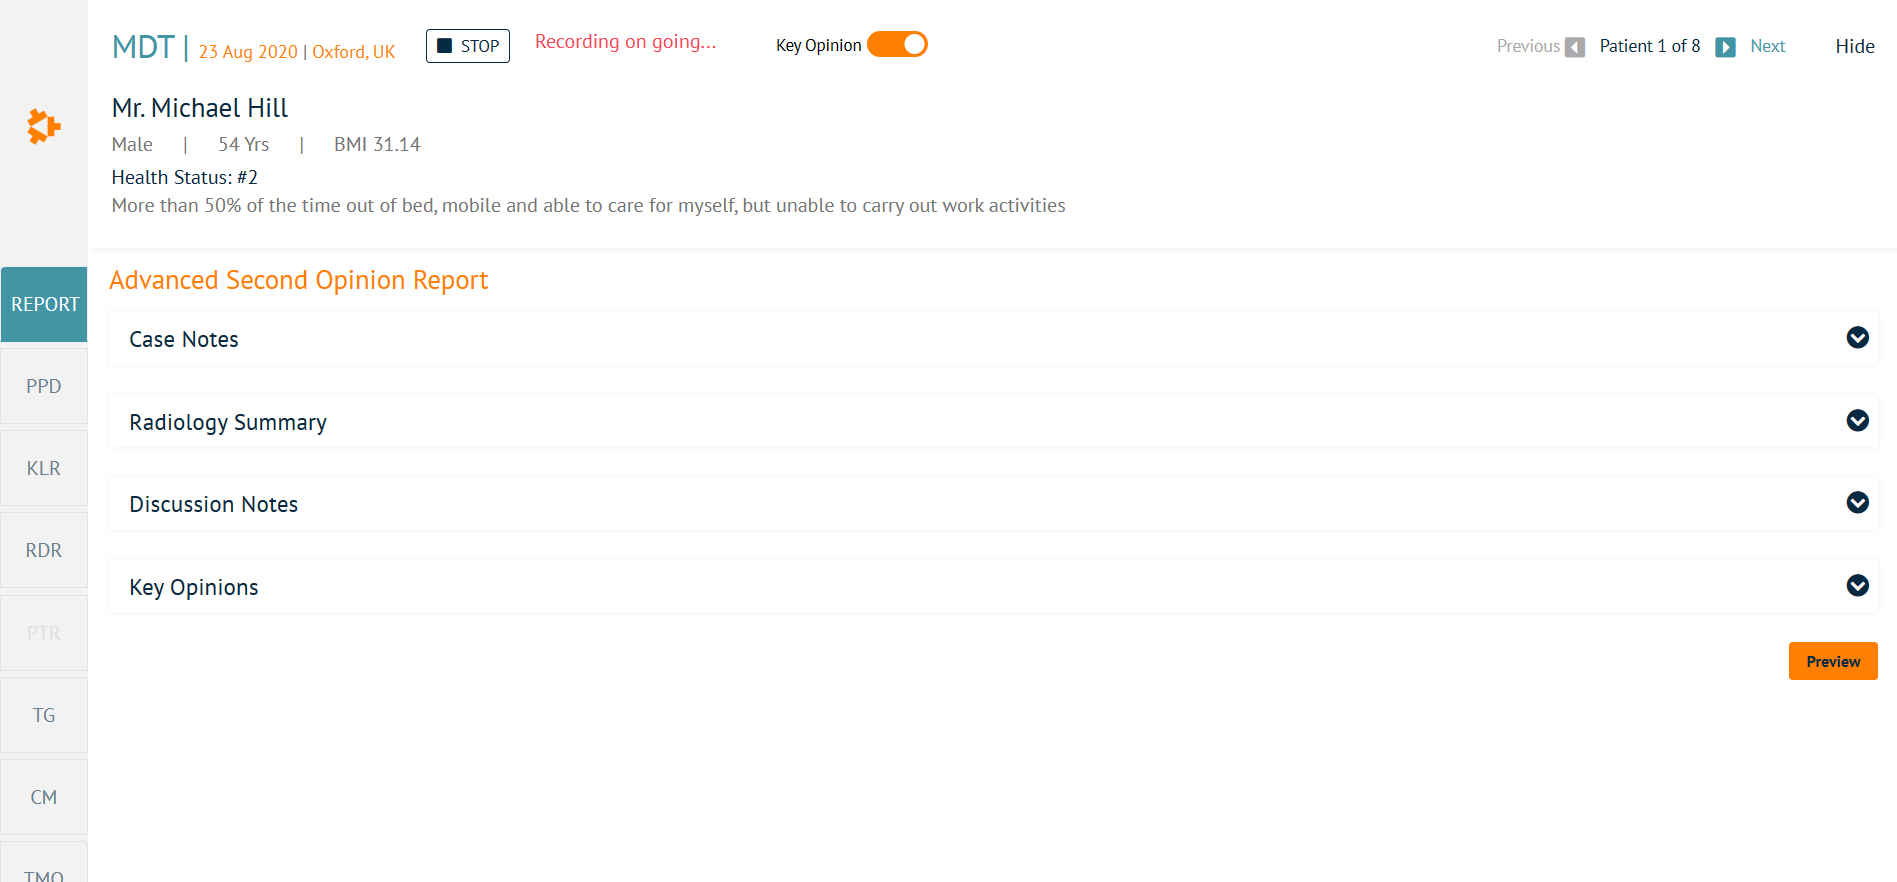 MDT | 23 Aug 2020 | Oxford, UK
STOP
Recording on going...
Key Opinion
Previous Patient 1 of 8 Next
Hide
Mr. Michael Hill
Male | 54 Yrs | BMI 31.14
Health Status: #2
More than 50% of the time out of bed, mobile and able to care for myself, but unable to carry out work activities
REPORT
PPD
KLR
RDR
PTR
TG
CM
TMO
Advanced Second Opinion Report
Case Notes
Radiology Summary
Discussion Notes
Key Opinions
Preview